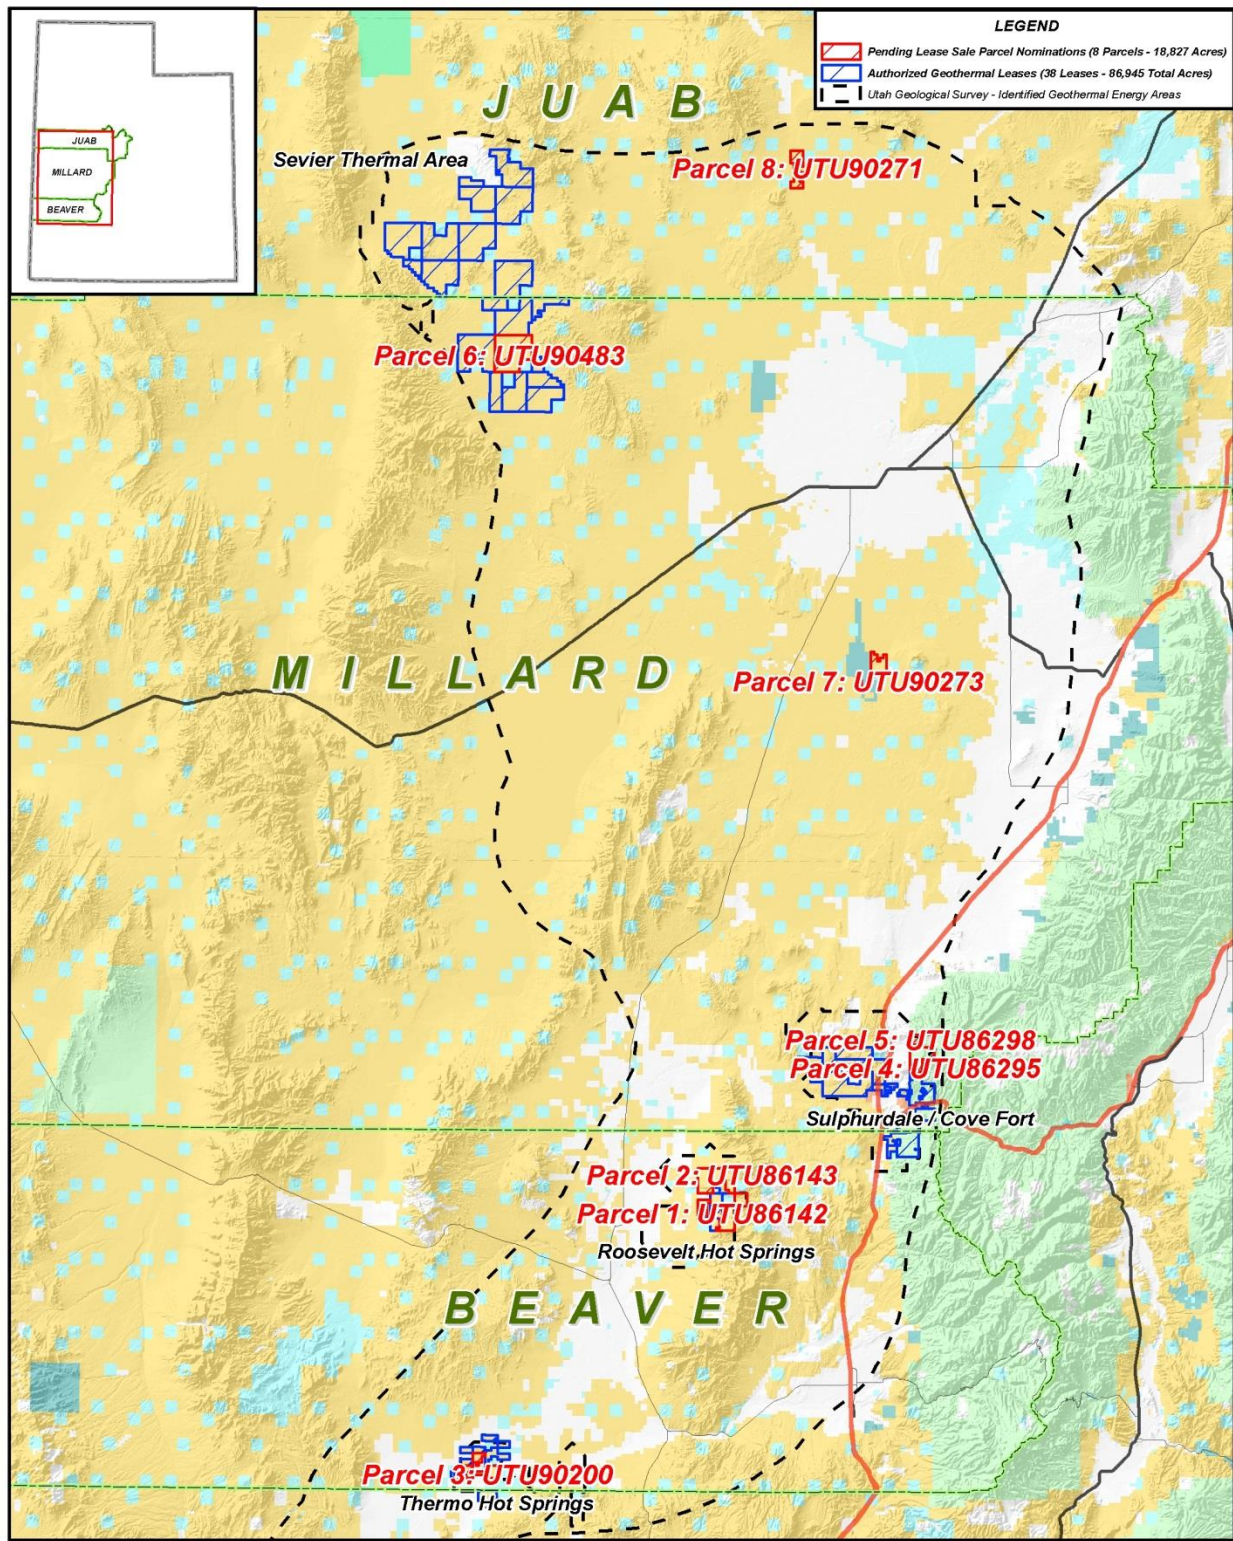 JUAB
MILLARD
BEAVER
LEGEND
Pending Lease Sale Parcel Nominations (8 Parcels - 18,827 Acres)
Authorized Geothermal Leases (38 Leases - 86,945 Total Acres)
Utah Geological Survey - Identified Geothermal Energy Areas
JUAB
Sevier Thermal Area
Parcel 8: UTU90271
Parcel 6: UTU90483
MILLARD
Parcel 7: UTU90273
Parcel 5: UTU86298
Parcel 4: UTU86295
Sulphurdale / Cove Fort
Parcel 2: UTU86143
Parcel 1: UTU86142
Roosevelt Hot Springs
BEAVER
Parcel 3: UTU90200
Thermo Hot Springs